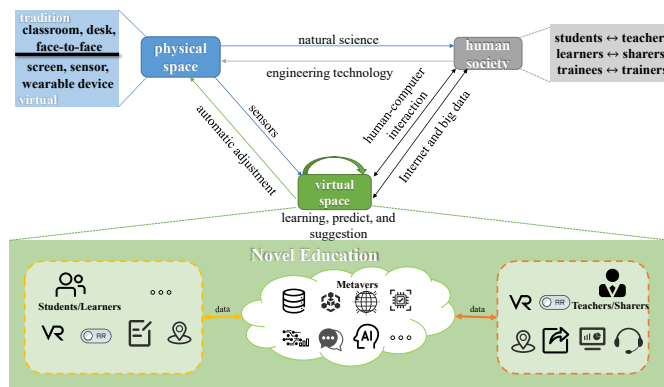 tradition
classroom, desk,
face-to-face
screen, sensor,
wearable device
virtual
physical
space
natural science
engineering technology
human
society
students ↔ teacher
learners ↔ sharers
trainees ↔ trainers
automatic adjustment
sensors
human-computer
interaction
Internet and big data
virtual
space
learning, predict, and
suggestion
Novel Education
Students/Learners
VR
AR
data
Metavers
AI
data
VR
AR
Teachers/Sharers